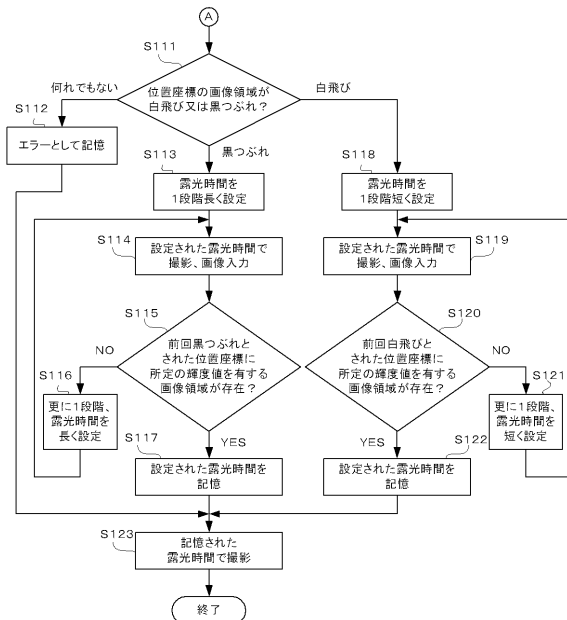 A
S111
位置座標の画像領域が
白飛び又は黒つぶれ？
何れでもない
白飛び
黒つぶれ
S112
エラーとして記憶
S113
露光時間を
1段階長く設定
S118
露光時間を
1段階短く設定
S114
設定された露光時間で
撮影、画像入力
S119
設定された露光時間で
撮影、画像入力
S115
前回黒つぶれと
された位置座標に
所定の輝度値を有する
画像領域が存在？
S120
前回白飛びと
された位置座標に
所定の輝度値を有する
画像領域が存在？
NO
NO
S116
更に1段階、
露光時間を
長く設定
S121
更に1段階、
露光時間を
短く設定
YES
YES
S117
設定された露光時間を
記憶
S122
設定された露光時間を
記憶
S123
記憶された
露光時間で撮影
終了